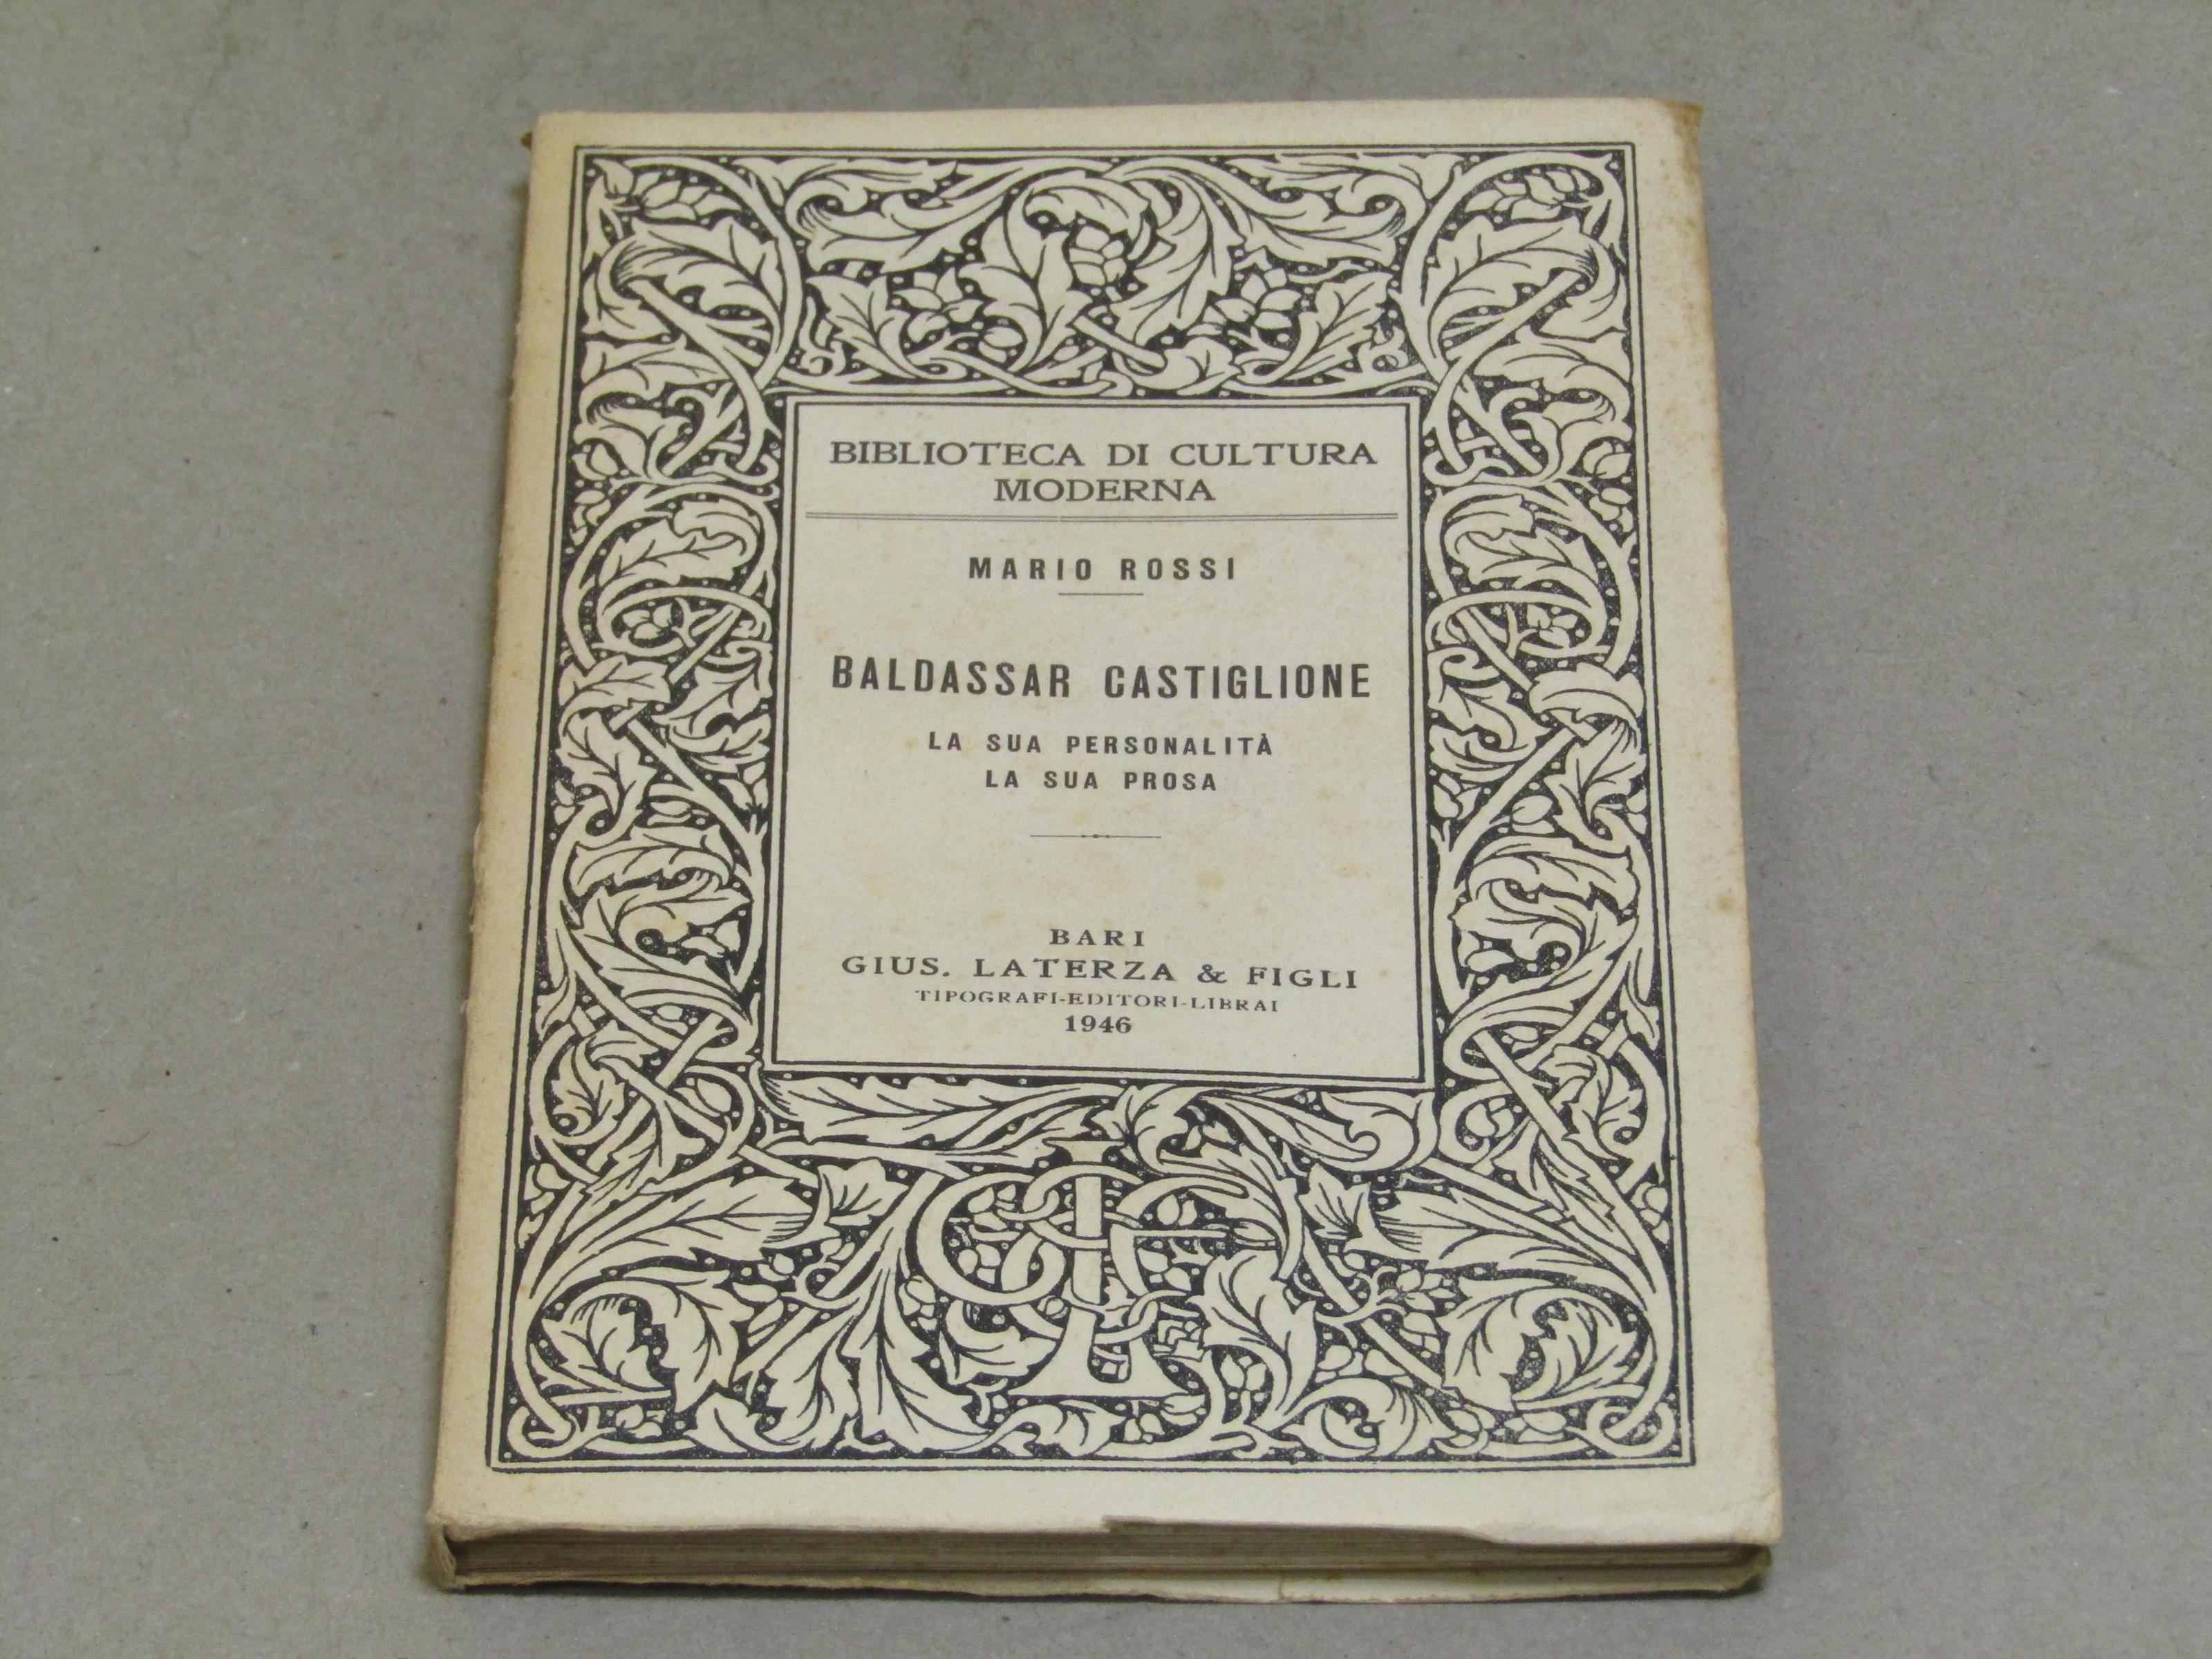 BIBLIOTECA DI CULTURA
MODERNA
MARIO ROSSI
BALDASSAR CASTIGLIONE
LA SUA PERSONALITÀ
LA SUA PROSA
BARI
GIUS. LATERZA & FIGLI
TIPOGRAFI-EDITORI-LIBRAI
1946